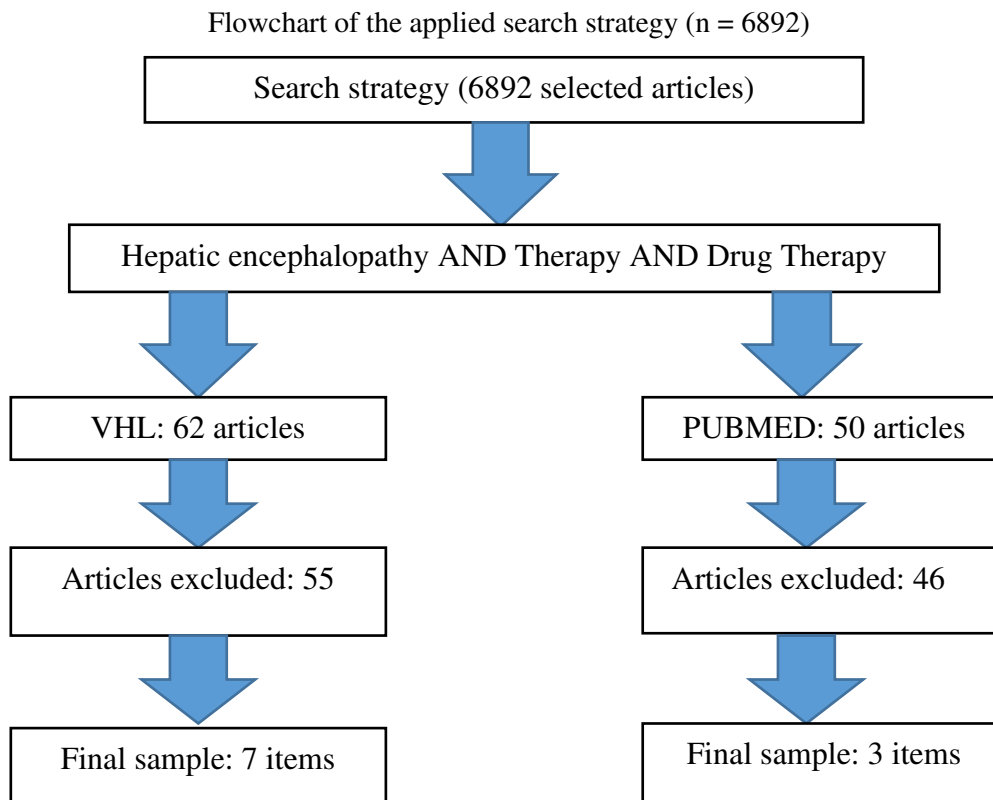 Flowchart of the applied search strategy (n = 6892)
Search strategy (6892 selected articles)
Hepatic encephalopathy AND Therapy AND Drug Therapy
VHL: 62 articles
PUBMED: 50 articles
Articles excluded: 55
Articles excluded: 46
Final sample: 7 items
Final sample: 3 items